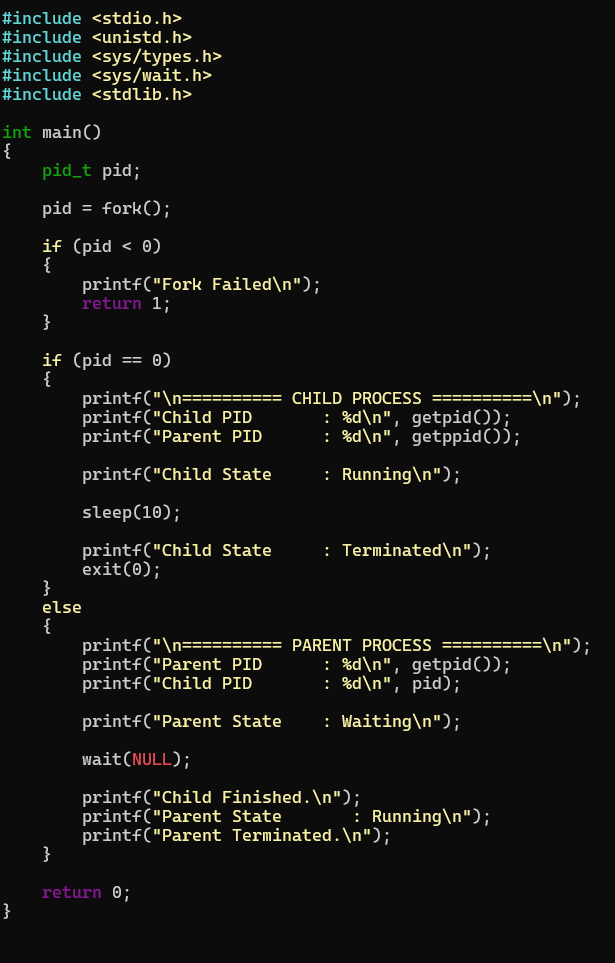 #include <stdio.h>
#include <unistd.h>
#include <sys/types.h>
#include <sys/wait.h>
#include <stdlib.h>

int main()
{
    pid_t pid;

    pid = fork();

    if (pid < 0)
    {
        printf("Fork Failed\n");
        return 1;
    }

    if (pid == 0)
    {
        printf("\n========== CHILD PROCESS ==========\n");
        printf("Child PID       : %d\n", getpid());
        printf("Parent PID      : %d\n", getppid());

        printf("Child State     : Running\n");

        sleep(10);

        printf("Child State     : Terminated\n");
        exit(0);
    }
    else
    {
        printf("\n========== PARENT PROCESS ==========\n");
        printf("Parent PID      : %d\n", getpid());
        printf("Child PID       : %d\n", pid);

        printf("Parent State    : Waiting\n");

        wait(NULL);

        printf("Child Finished.\n");
        printf("Parent State       : Running\n");
        printf("Parent Terminated.\n");
    }

    return 0;
}